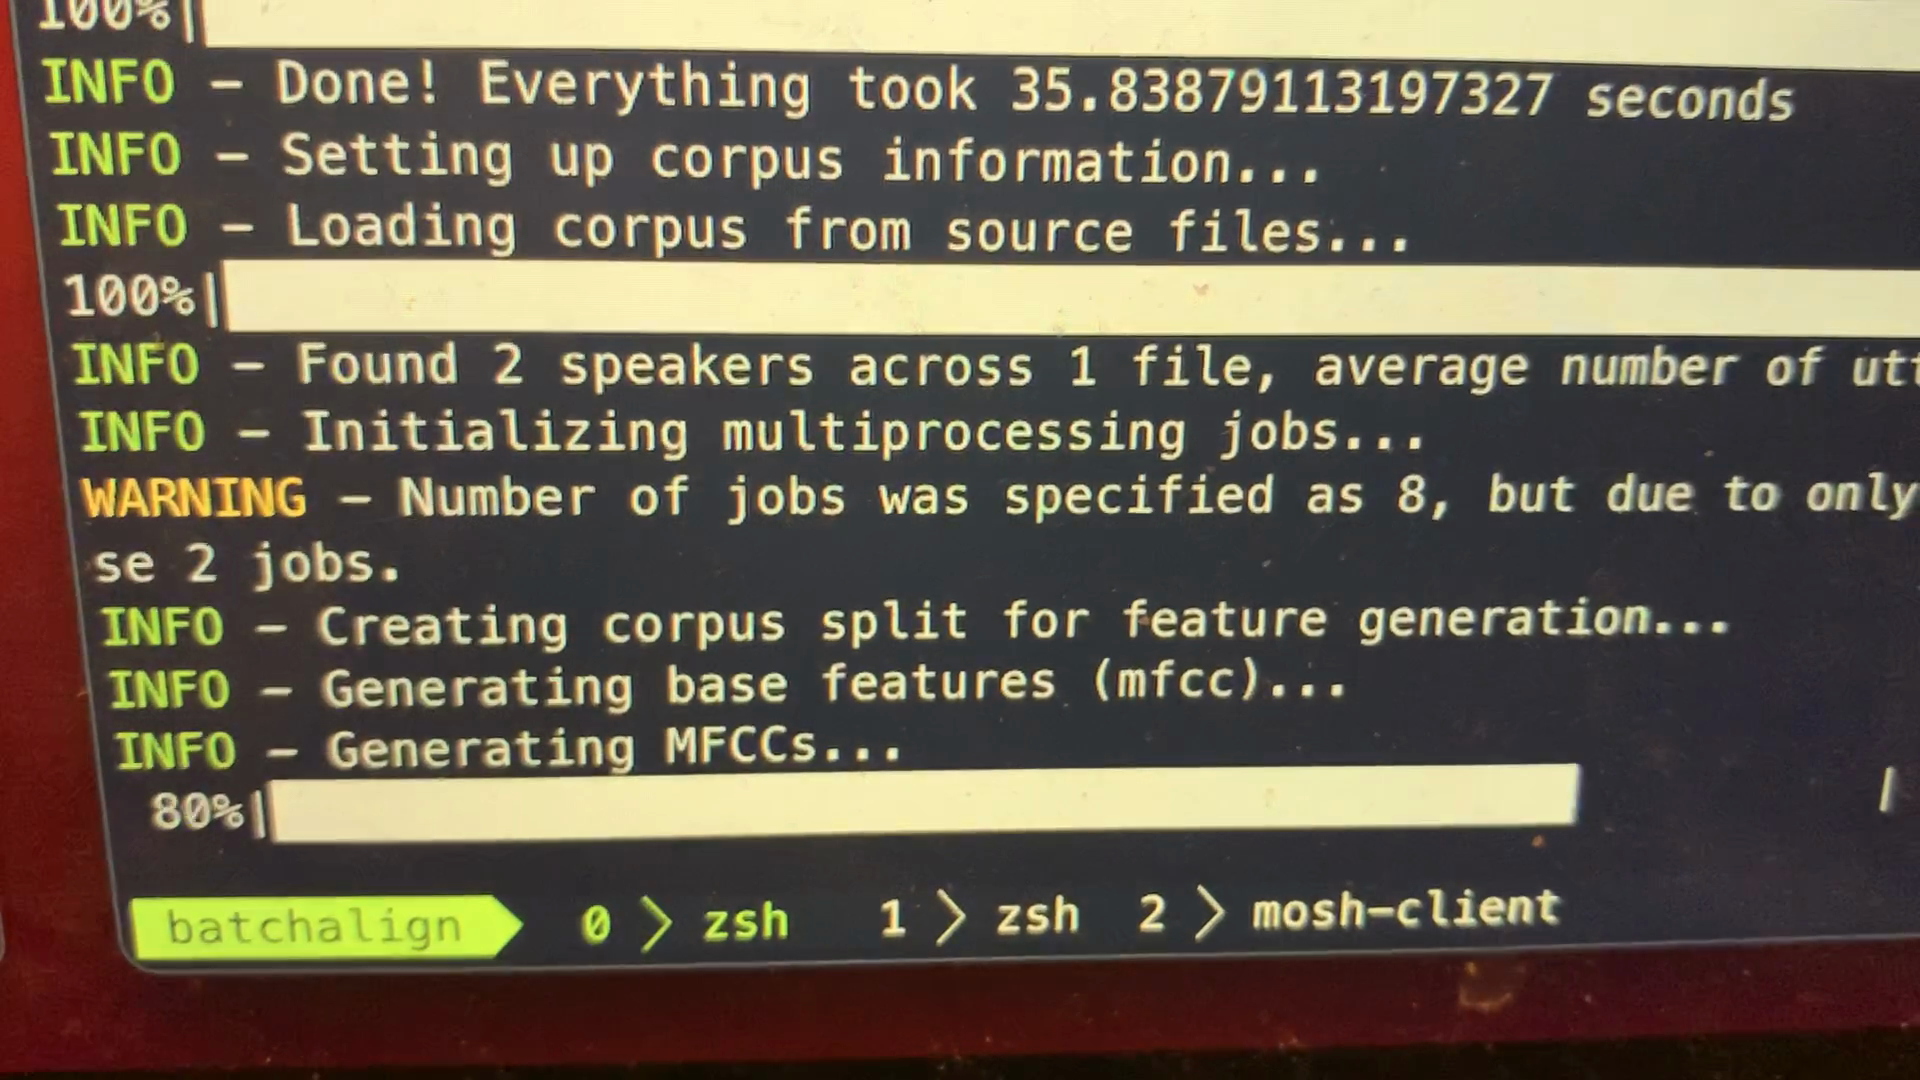 100%|
INFO - Done! Everything took 35.83879113197327 seconds
INFO - Setting up corpus information...
INFO - Loading corpus from source files...
100%|
INFO - Found 2 speakers across 1 file, average number of utt
INFO - Initializing multiprocessing jobs...
WARNING - Number of jobs was specified as 8, but due to only
se 2 jobs.
INFO - Creating corpus split for feature generation...
INFO - Generating base features (mfcc)...
INFO - Generating MFCCs...
80%| |
batchalign 0 > zsh 1 > zsh 2 > mosh-client